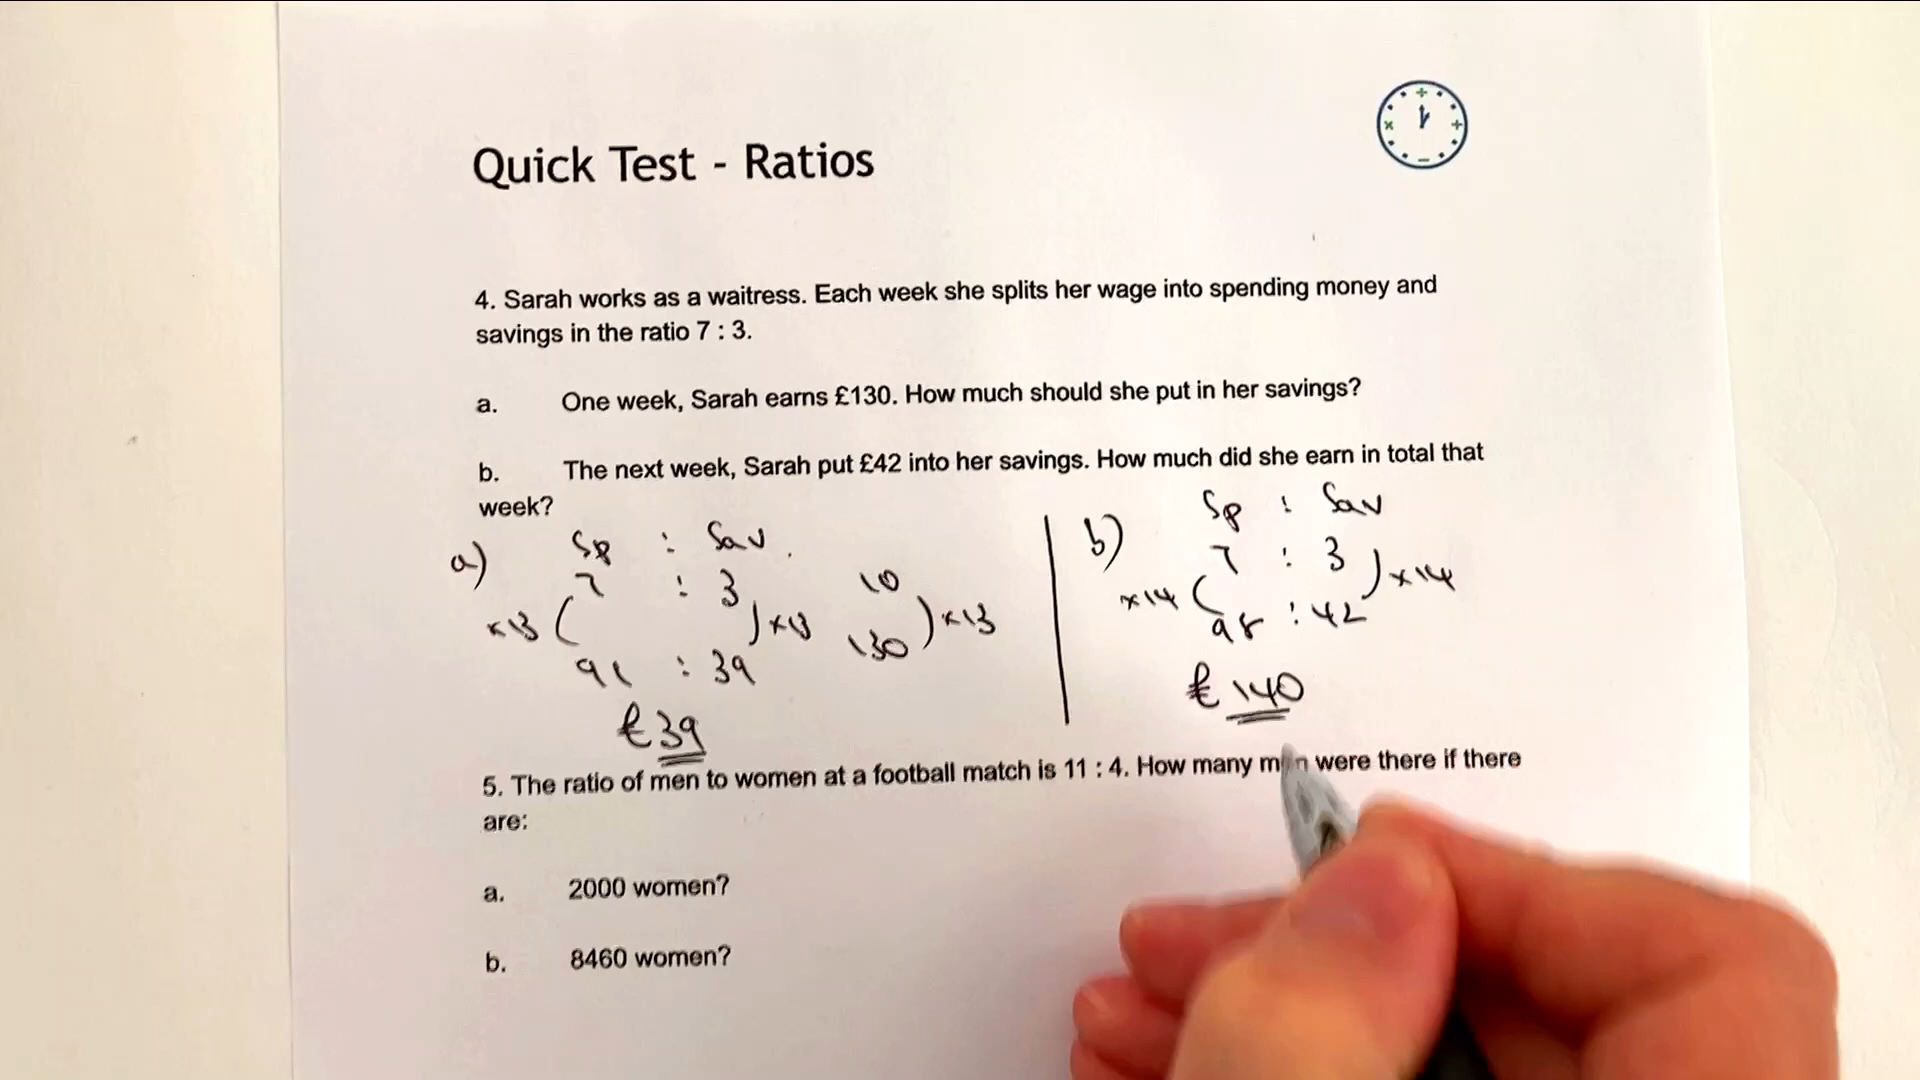 Quick Test - Ratios
4. Sarah works as a waitress. Each week she splits her wage into spending money and
savings in the ratio 7 : 3.
a. One week, Sarah earns £130. How much should she put in her savings?
b. The next week, Sarah put £42 into her savings. How much did she earn in total that
week?
a) Sp : Sav.
7 : 3 10
×13 ( ) ×13 130 ) ×13
91 : 39
£39
b) Sp : Sav
7 : 3
×14 ( ) ×14
98 : 42
£140
5. The ratio of men to women at a football match is 11 : 4. How many men were there if there
are:
a. 2000 women?
b. 8460 women?